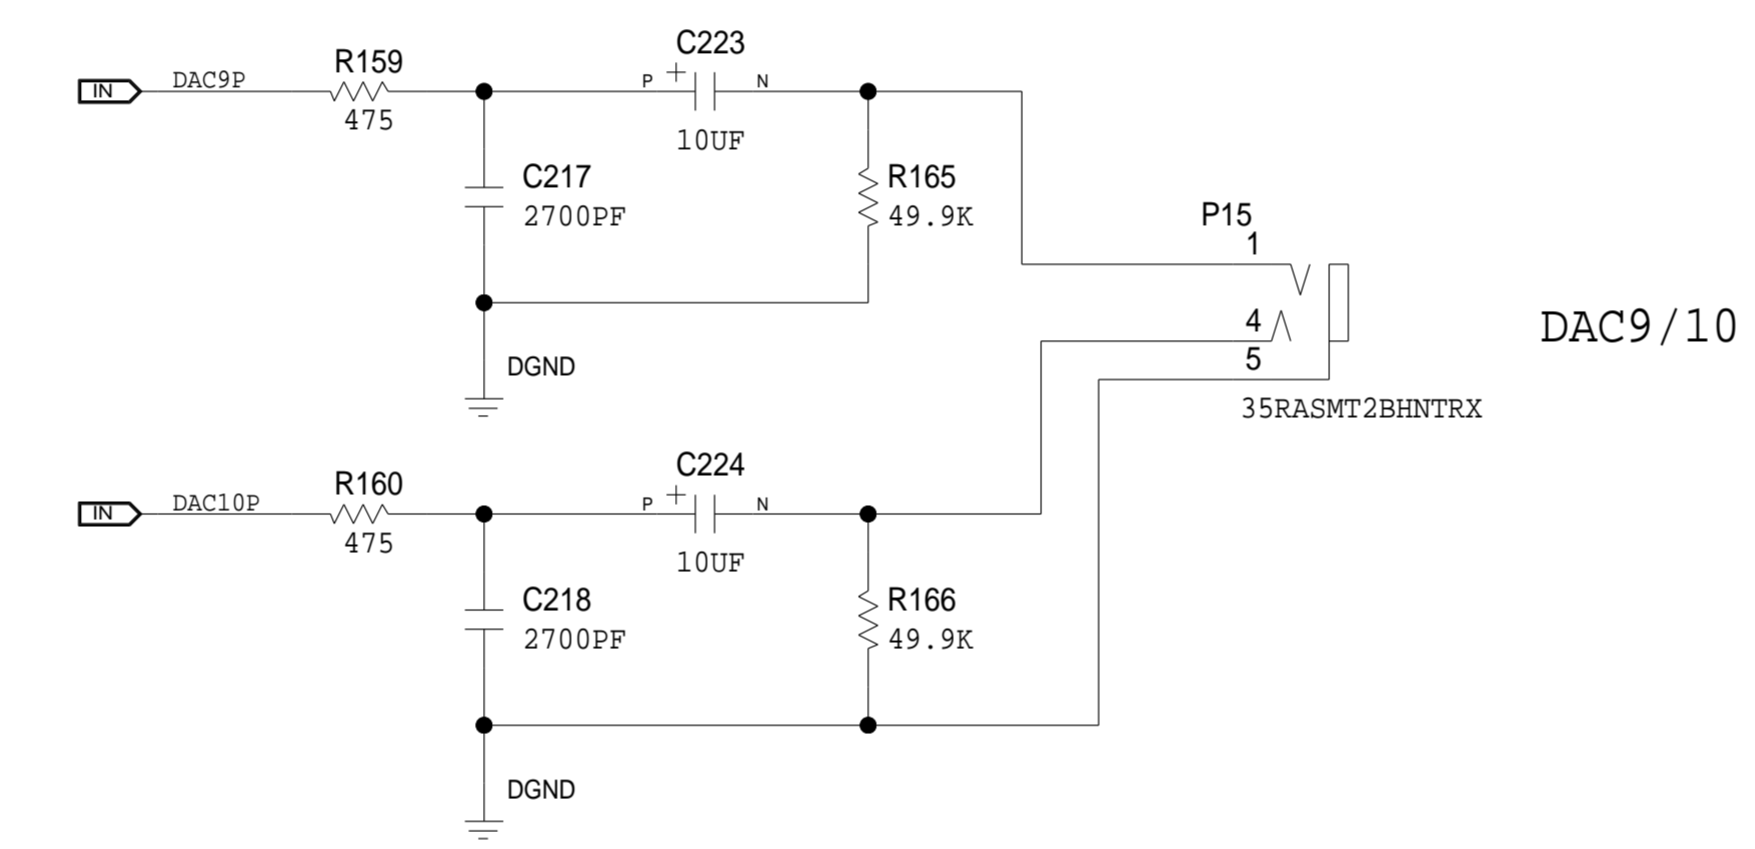 C223
R159
IN
DAC9P
P
+
N
475
10UF
C217
2700PF
R165
49.9K
P15
1
4
5
DAC9/10
35RASMT2BHNTRX
DGND
C224
R160
IN
DAC10P
P
+
N
475
10UF
C218
2700PF
R166
49.9K
DGND